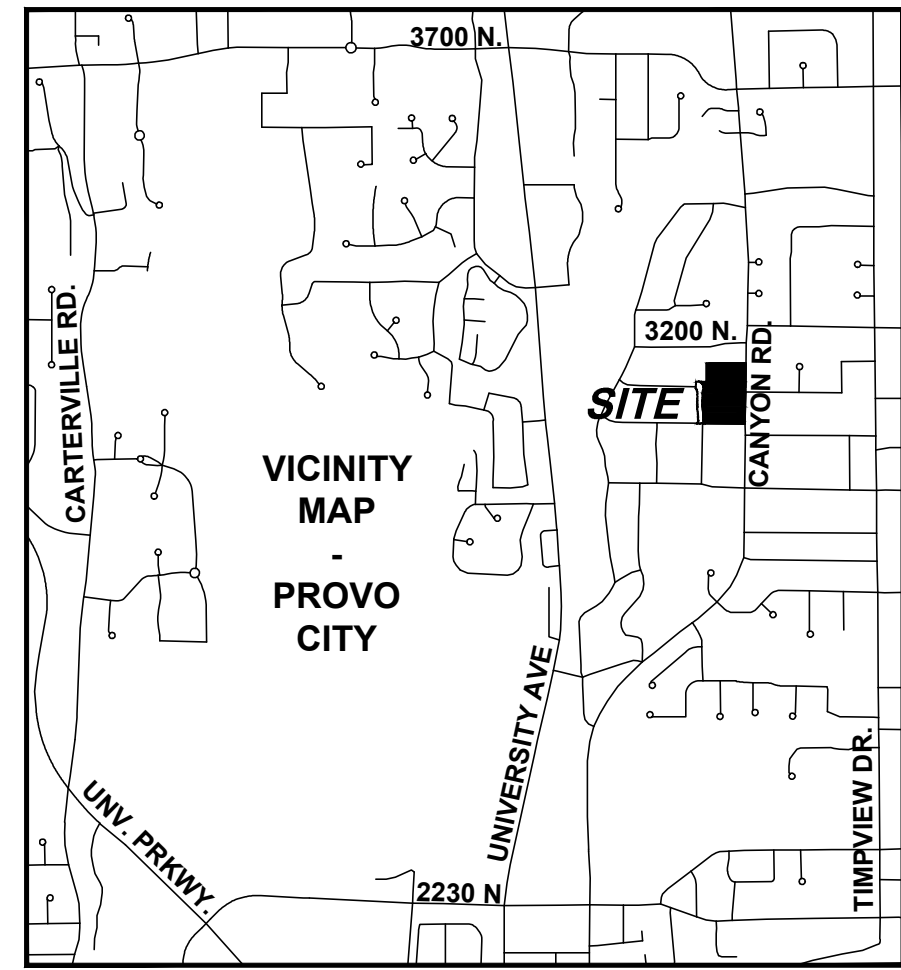 3700 N.
CARTERVILLE RD.
3200 N.
CANYON RD.
SITE
VICINITY
MAP
-
PROVO
CITY
UNIVERSITY AVE
TIMPVIEW DR.
UNV. PRKWY.
2230 N